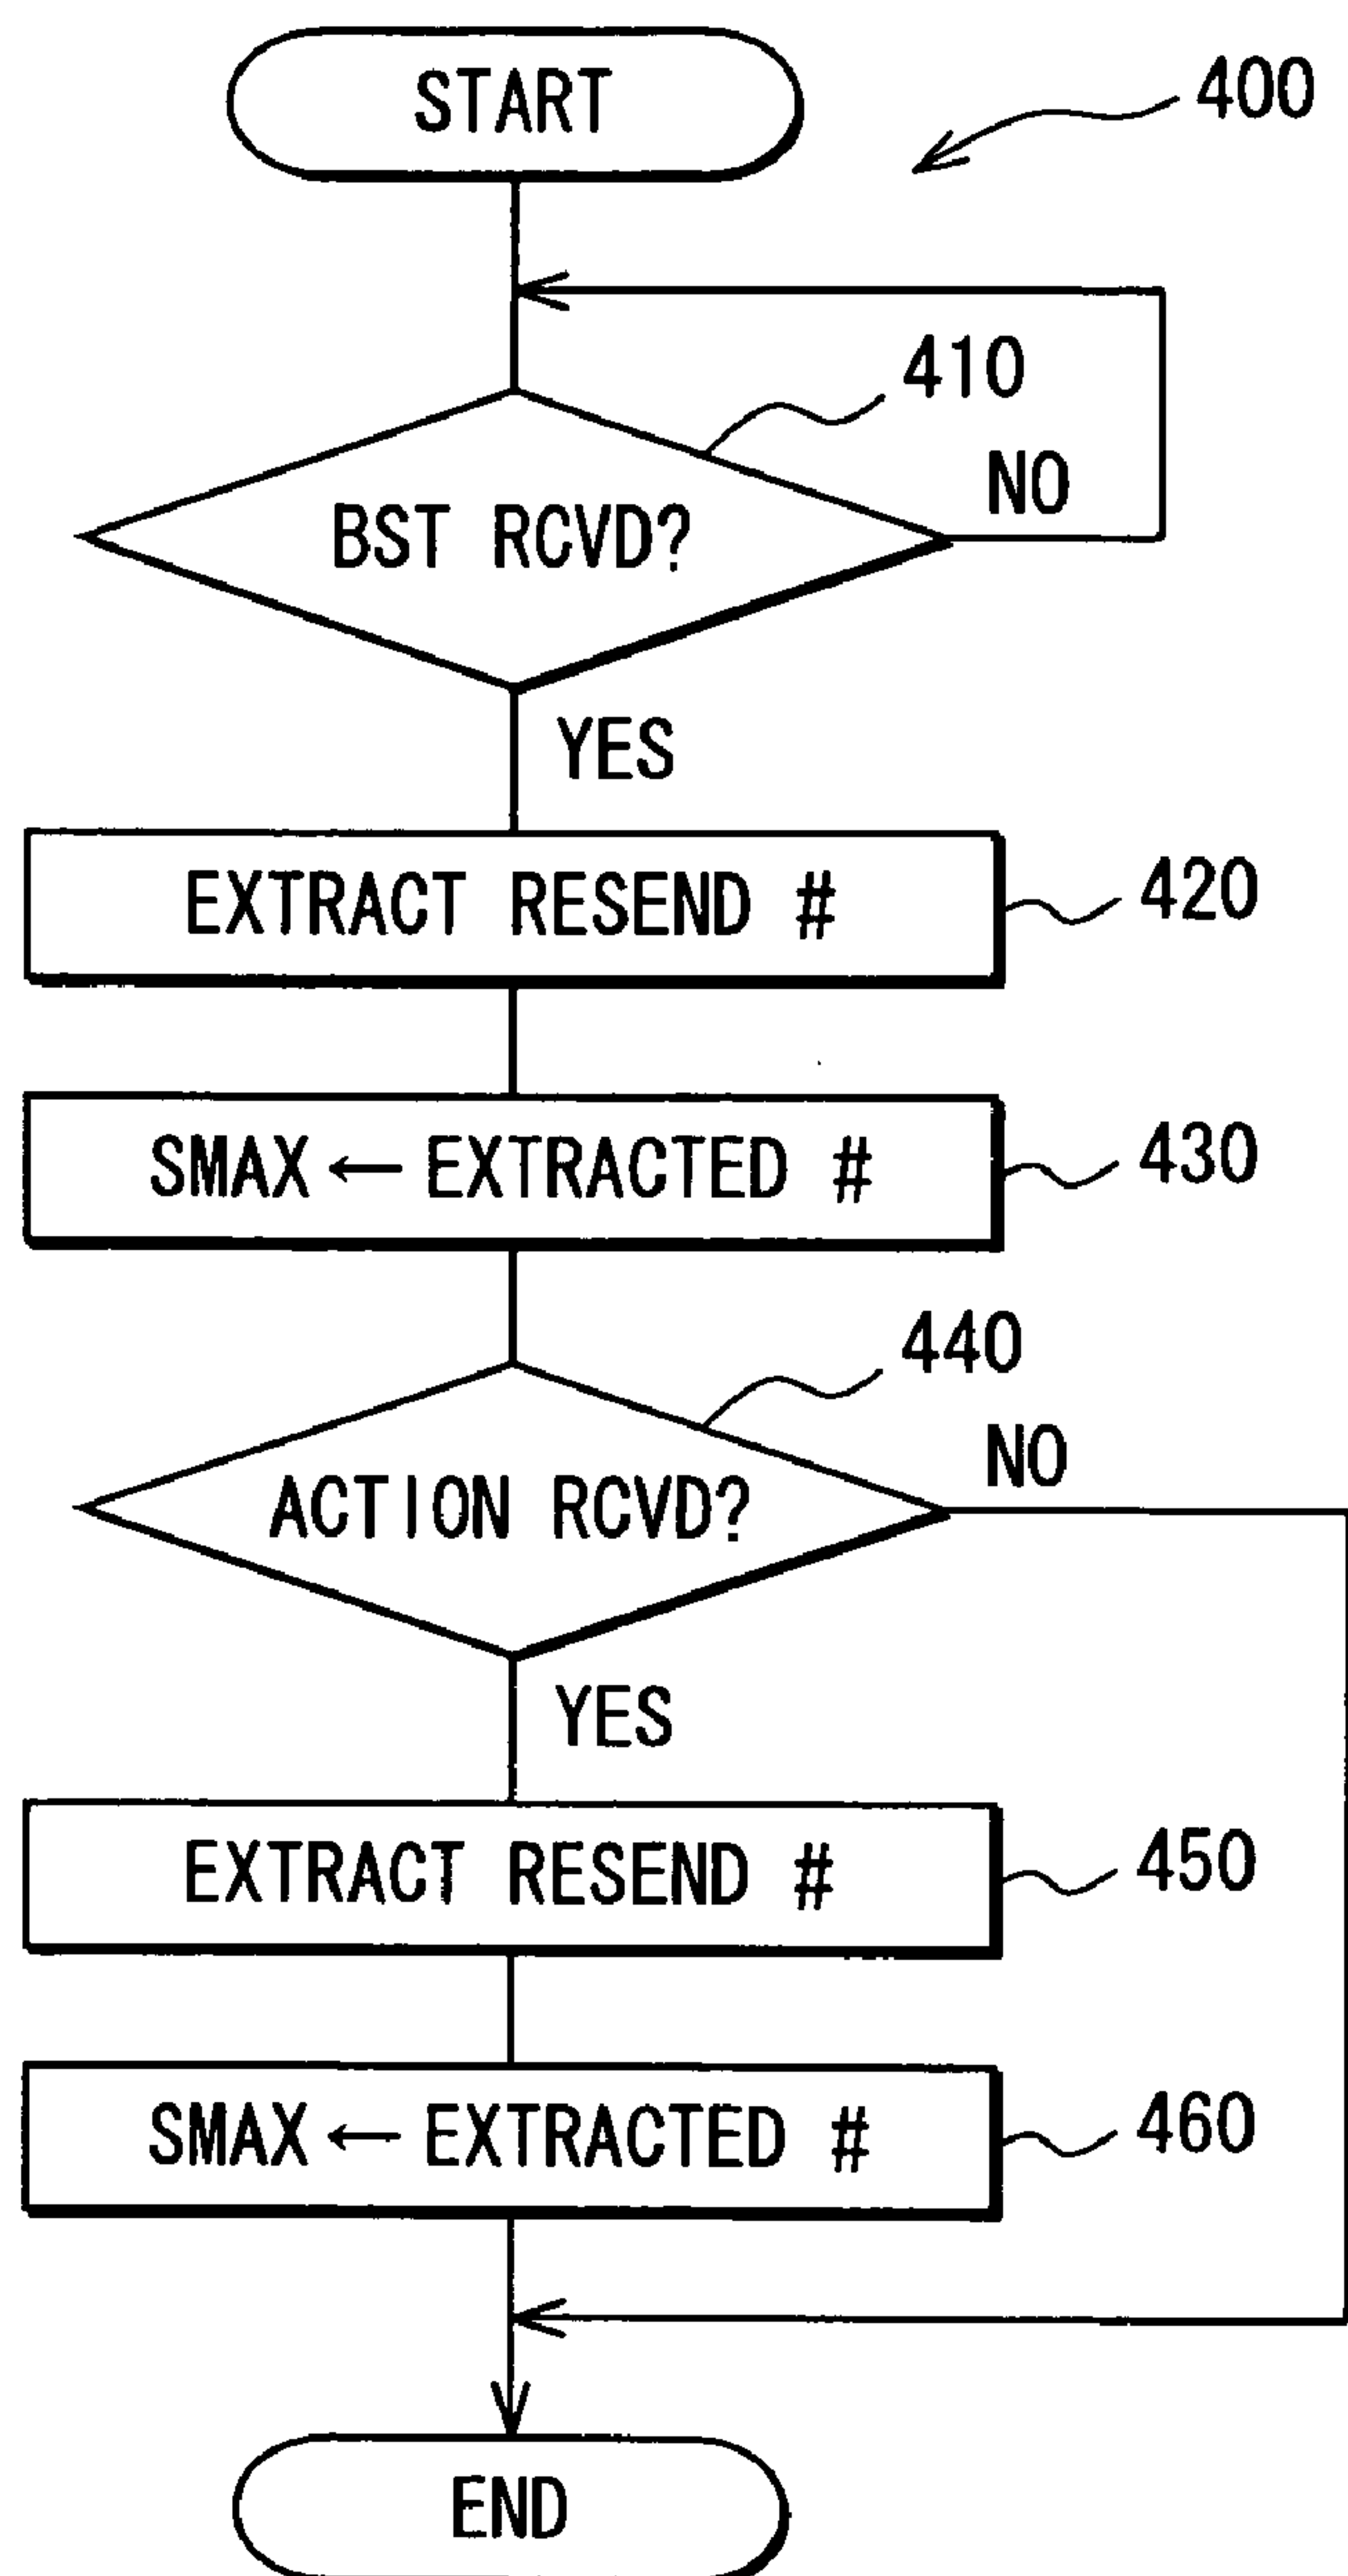 START
400
410
NO
BST RCVD?
YES
EXTRACT RESEND #
420
SMAX ← EXTRACTED #
430
440
NO
ACTION RCVD?
YES
EXTRACT RESEND #
450
SMAX ← EXTRACTED #
460
END